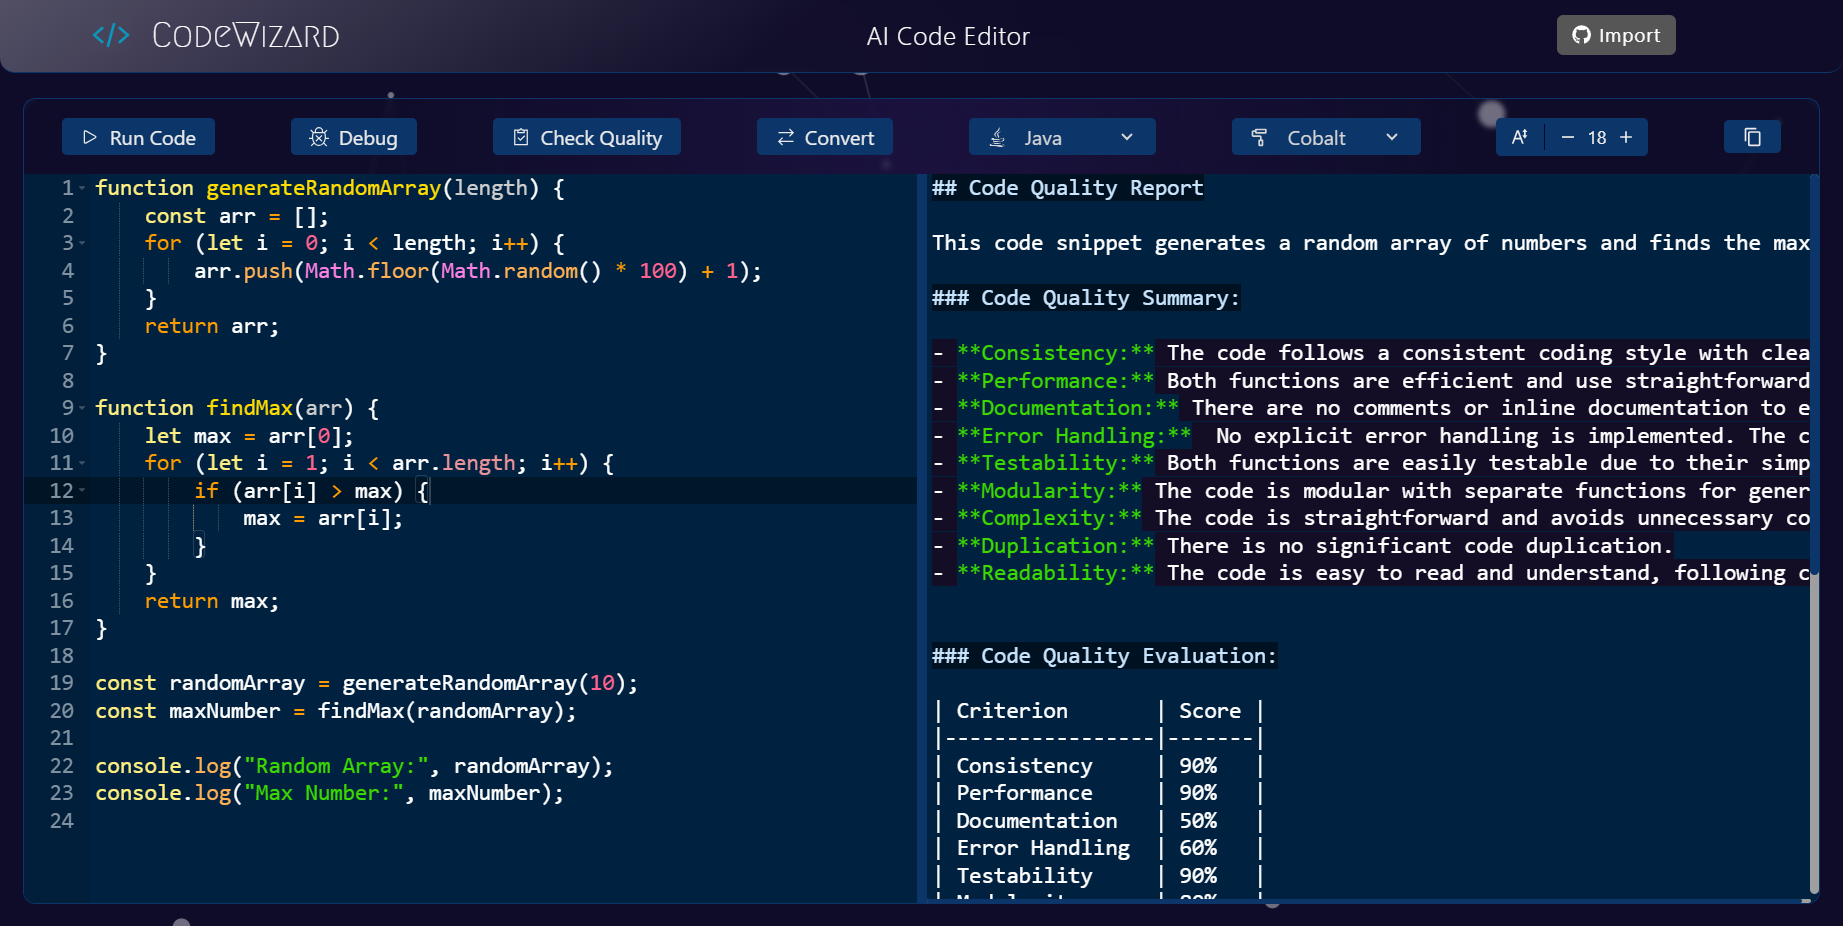 </> CodeWizard
AI Code Editor
Import
Run Code
Debug
Check Quality
Convert
Java
Cobalt
A
− 18 +
1 function generateRandomArray(length) {
2     const arr = [];
3     for (let i = 0; i < length; i++) {
4         arr.push(Math.floor(Math.random() * 100) + 1);
5     }
6     return arr;
7 }
8
9 function findMax(arr) {
10     let max = arr[0];
11     for (let i = 1; i < arr.length; i++) {
12         if (arr[i] > max) {
13             max = arr[i];
14         }
15     }
16     return max;
17 }
18
19 const randomArray = generateRandomArray(10);
20 const maxNumber = findMax(randomArray);
21
22 console.log("Random Array:", randomArray);
23 console.log("Max Number:", maxNumber);
24
## Code Quality Report
This code snippet generates a random array of numbers and finds the max
### Code Quality Summary:
- **Consistency:** The code follows a consistent coding style with clea
- **Performance:** Both functions are efficient and use straightforward
- **Documentation:** There are no comments or inline documentation to e
- **Error Handling:**  No explicit error handling is implemented. The c
- **Testability:** Both functions are easily testable due to their simp
- **Modularity:** The code is modular with separate functions for gener
- **Complexity:** The code is straightforward and avoids unnecessary co
- **Duplication:** There is no significant code duplication.
- **Readability:** The code is easy to read and understand, following c
### Code Quality Evaluation:
| Criterion       | Score |
|-----------------|-------|
| Consistency     | 90%   |
| Performance     | 90%   |
| Documentation   | 50%   |
| Error Handling  | 60%   |
| Testability     | 90%   |